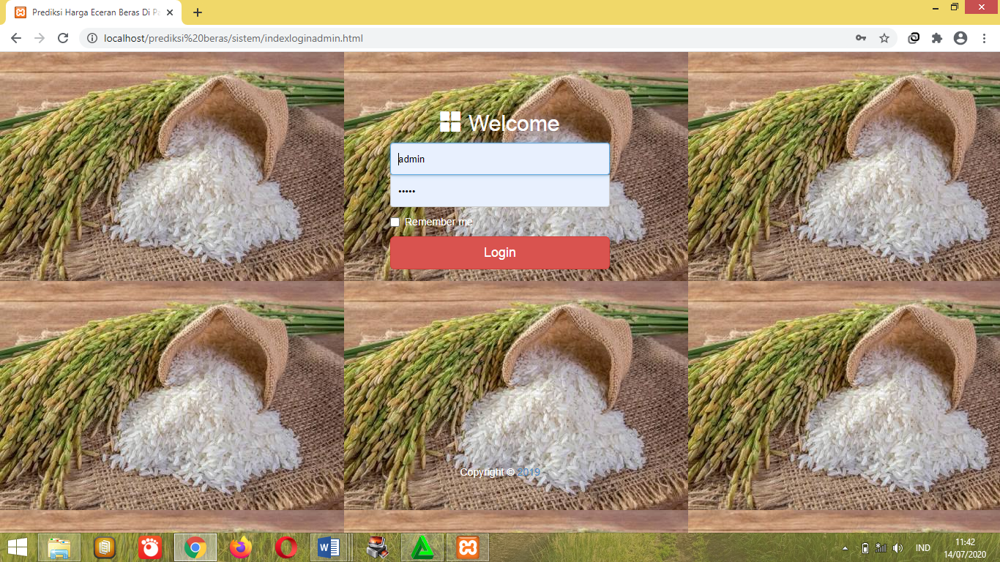 Prediksi Harga Eceran Beras Di Pa
localhost/prediksi%20beras/sistem/indexloginadmin.html
Welcome
admin
•••••
Remember me
Login
Copyright © 2019 -
IND
11:42
14/07/2020